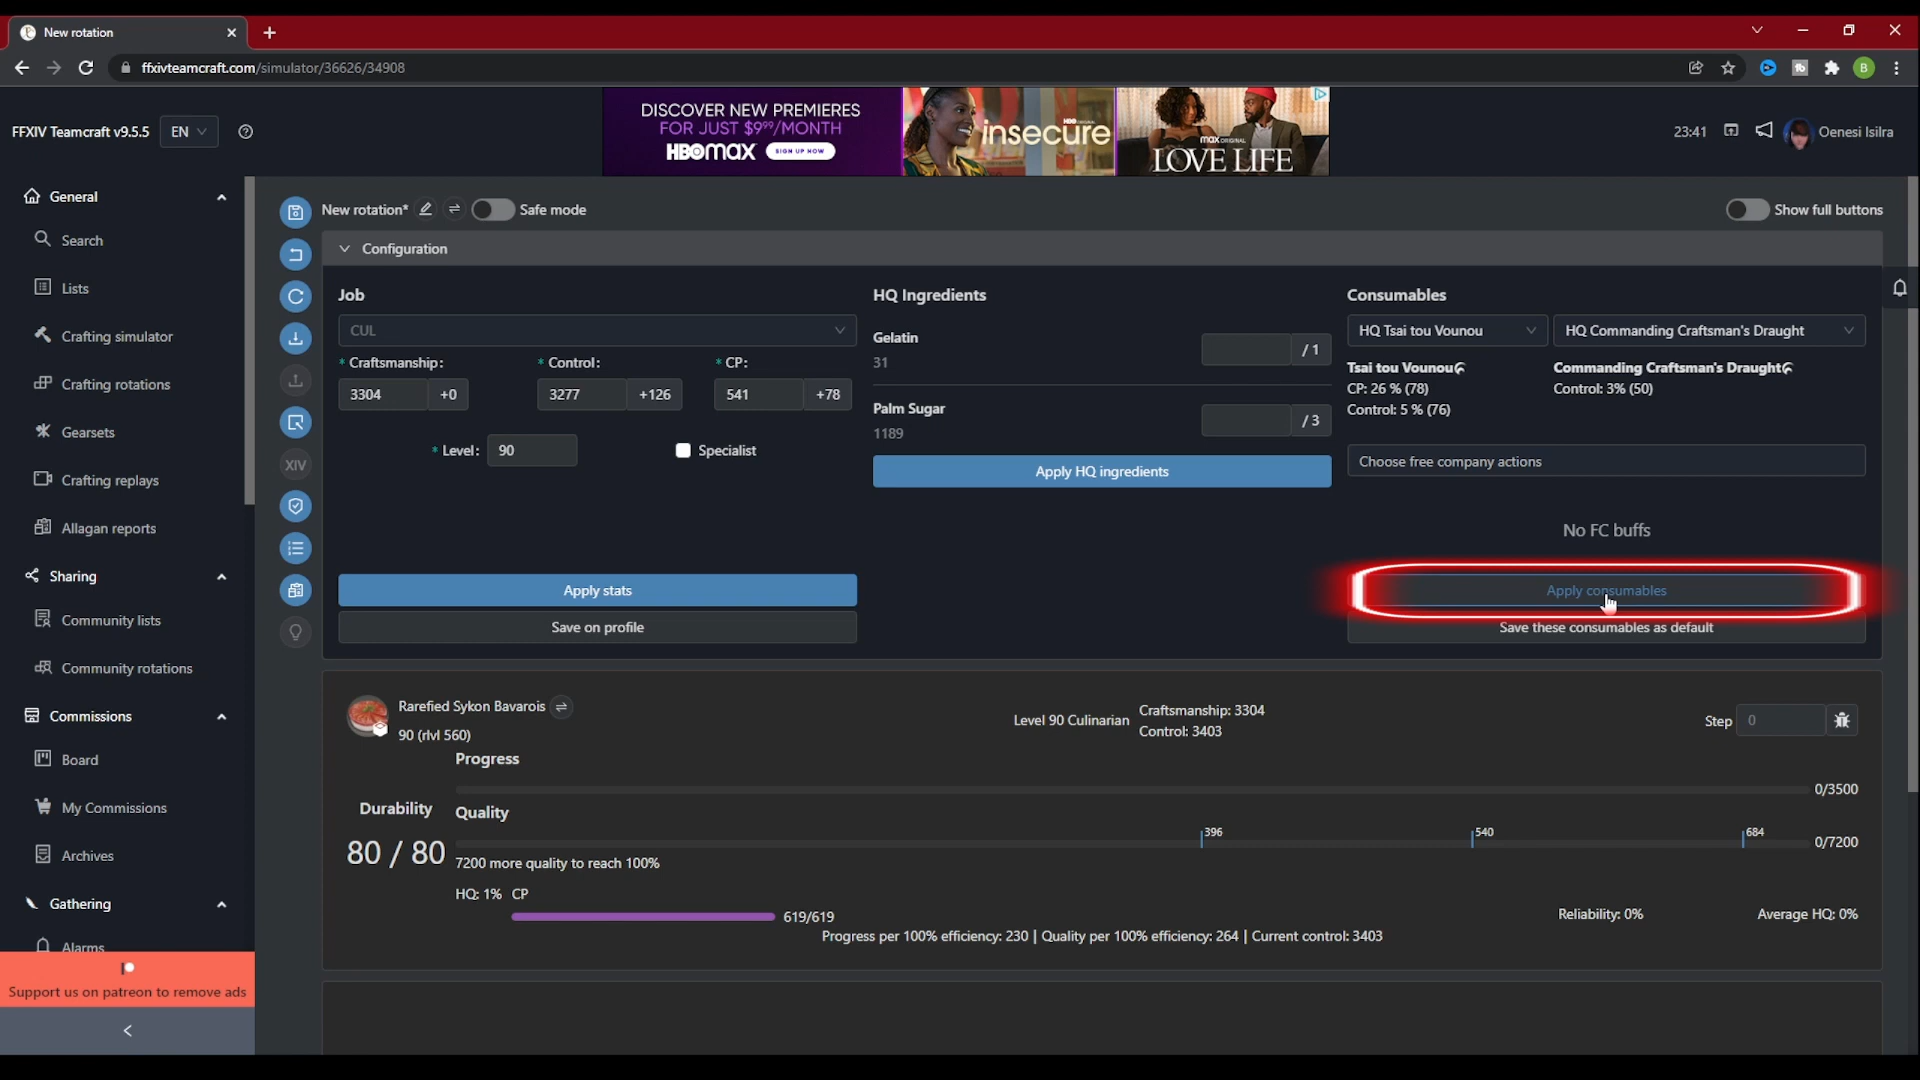 New rotation
ffxivteamcraft.com/simulator/36626/34908
B
FFXIV Teamcraft v9.5.5
EN
DISCOVER NEW PREMIERES
FOR JUST $9.99/MONTH
HBOMAX
SIGN UP NOW
HBO
insecure
max ORIGINAL
LOVE LIFE
23:41
Oenesi Isilra
General
Search
Lists
Crafting simulator
Crafting rotations
Gearsets
Crafting replays
Allagan reports
Sharing
Community lists
Community rotations
Commissions
Board
My Commissions
Archives
Gathering
Alarms
Support us on patreon to remove ads
XIV
New rotation*
Safe mode
Show full buttons
Configuration
Job
CUL
* Craftsmanship:
* Control:
* CP:
3304 +0
3277 +126
541 +78
* Level: 90
Specialist
Apply stats
Save on profile
HQ Ingredients
Gelatin
31
/ 1
Palm Sugar
1189
/ 3
Apply HQ ingredients
Consumables
HQ Tsai tou Vounou
HQ Commanding Craftsman's Draught
Tsai tou Vounou
CP: 26 % (78)
Control: 5 % (76)
Commanding Craftsman's Draught
Control: 3% (50)
Choose free company actions
No FC buffs
Apply consumables
Save these consumables as default
Rarefied Sykon Bavarois
90 (rlvl 560)
Level 90 Culinarian
Craftsmanship: 3304
Control: 3403
Step 0
Progress
0/3500
Durability
80 / 80
Quality
396
540
684
0/7200
7200 more quality to reach 100%
HQ: 1% CP
619/619
Reliability: 0%
Average HQ: 0%
Progress per 100% efficiency: 230 | Quality per 100% efficiency: 264 | Current control: 3403